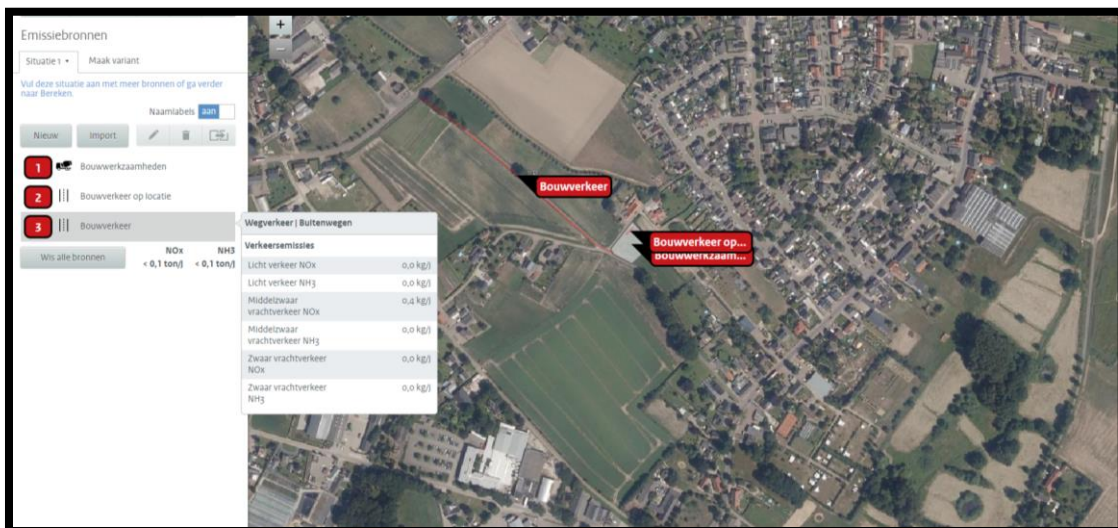 Emissiebronnen
Situatie 1 Maak variant
Vul deze situatie aan met meer bronnen of ga verder
naar Bereken.
Naamlabels aan
Nieuw Import
1 Bouwwerkzaamheden
2 Bouwverkeer op locatie
3 Bouwverkeer
Wis alle bronnen
NOx NH3
< 0,1 ton/j < 0,1 ton/j
Wegverkeer | Buitenwegen
Verkeersemissies
Licht verkeer NOx 0,0 kg/j
Licht verkeer NH3 0,0 kg/j
Middelzwaar 0,4 kg/j
vrachtverkeer NOx
Middelzwaar 0,0 kg/j
vrachtverkeer NH3
Zwaar vrachtverkeer 0,0 kg/j
NOx
Zwaar vrachtverkeer 0,0 kg/j
NH3
+
−
Bouwverkeer
Bouwverkeer op...
Bouwwerkzaam...